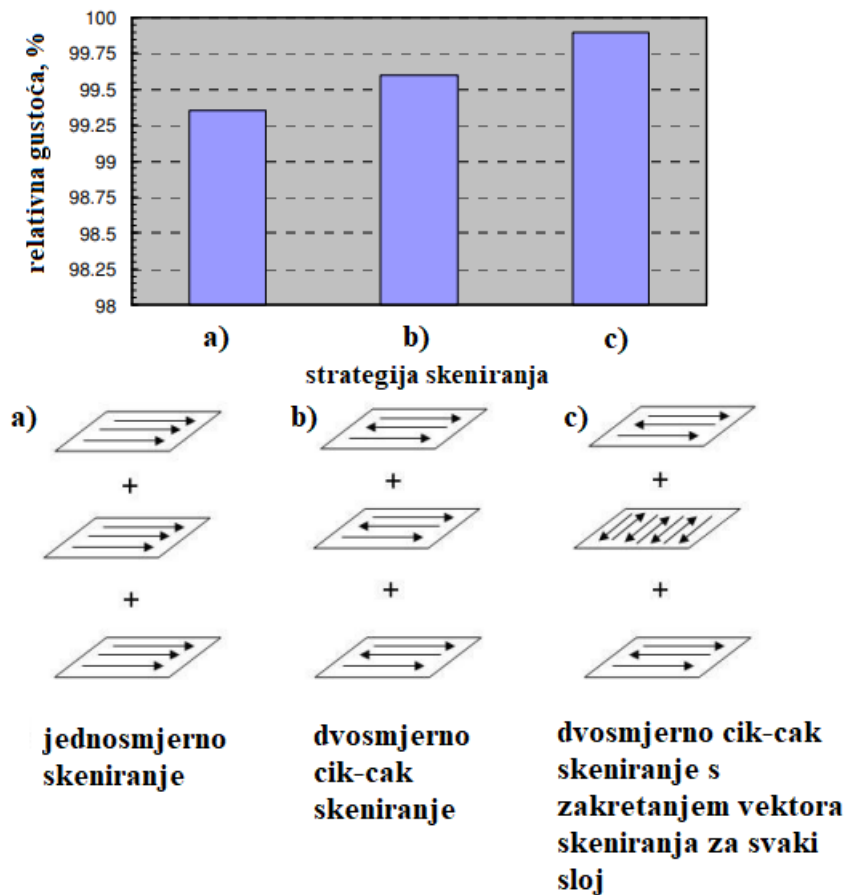 relativna gustoća, %
100
99.75
99.5
99.25
99
98.75
98.5
98.25
98
a)
b)
c)
strategija skeniranja
a)
b)
c)
+
+
+
+
+
+
jednosmjerno
skeniranje
dvosmjerno
cik-cak
skeniranje
dvosmjerno cik-cak
skeniranje s
zakretanjem vektora
skeniranja za svaki
sloj